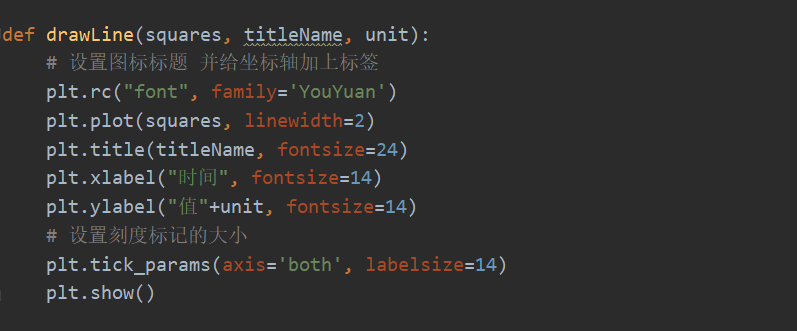 def drawLine(squares, titleName, unit):
# 设置图标标题 并给坐标轴加上标签
plt.rc("font", family='YouYuan')
plt.plot(squares, linewidth=2)
plt.title(titleName, fontsize=24)
plt.xlabel("时间", fontsize=14)
plt.ylabel("值"+unit, fontsize=14)
# 设置刻度标记的大小
plt.tick_params(axis='both', labelsize=14)
plt.show()